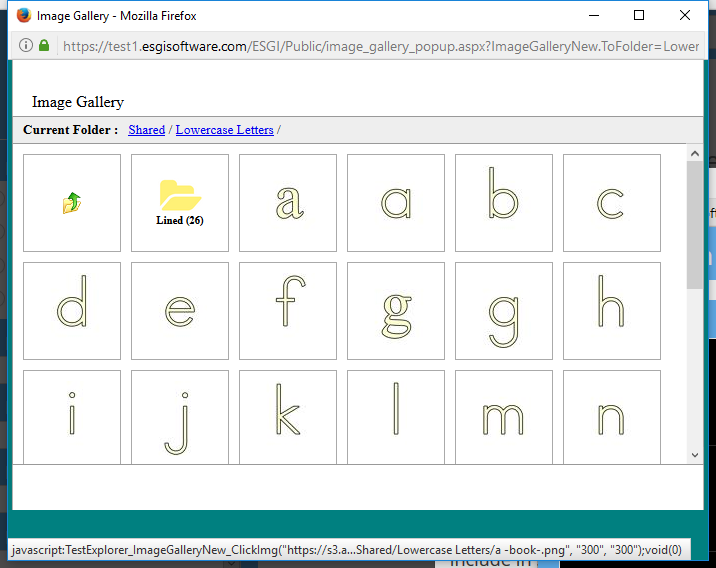 Image Gallery - Mozilla Firefox
https://test1.esgisoftware.com/ESGI/Public/image_gallery_popup.aspx?ImageGalleryNew.ToFolder=Lower
Image Gallery
Current Folder : Shared / Lowercase Letters /
Lined (26)
a a b c
d e f g g h
i j k l m n
javascript:TestExplorer_ImageGalleryNew_ClickImg("https://s3.a...Shared/Lowercase Letters/a -book-.png", "300", "300");void(0)
include in